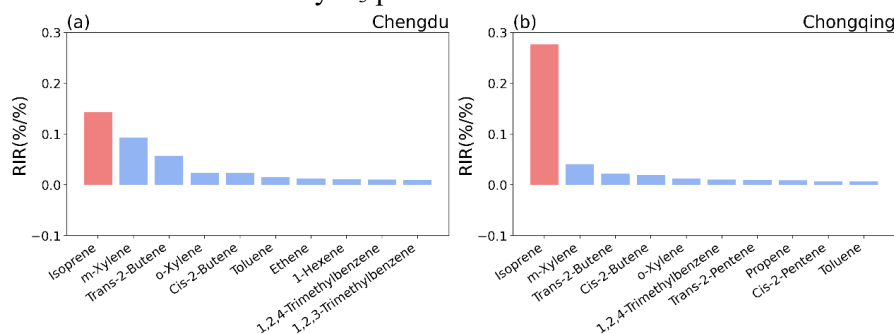 (a) Chengdu
0.3
0.2
0.1
0.0
−0.1
RIR(%/%)
Isoprene
m-Xylene
Trans-2-Butene
o-Xylene
Cis-2-Butene
Toluene
Ethene
1-Hexene
1,2,4-Trimethylbenzene
1,2,3-Trimethylbenzene
(b) Chongqing
0.3
0.2
0.1
0.0
−0.1
RIR(%/%)
Isoprene
m-Xylene
Trans-2-Butene
Cis-2-Butene
o-Xylene
1,2,4-Trimethylbenzene
Trans-2-Pentene
Propene
Cis-2-Pentene
Toluene